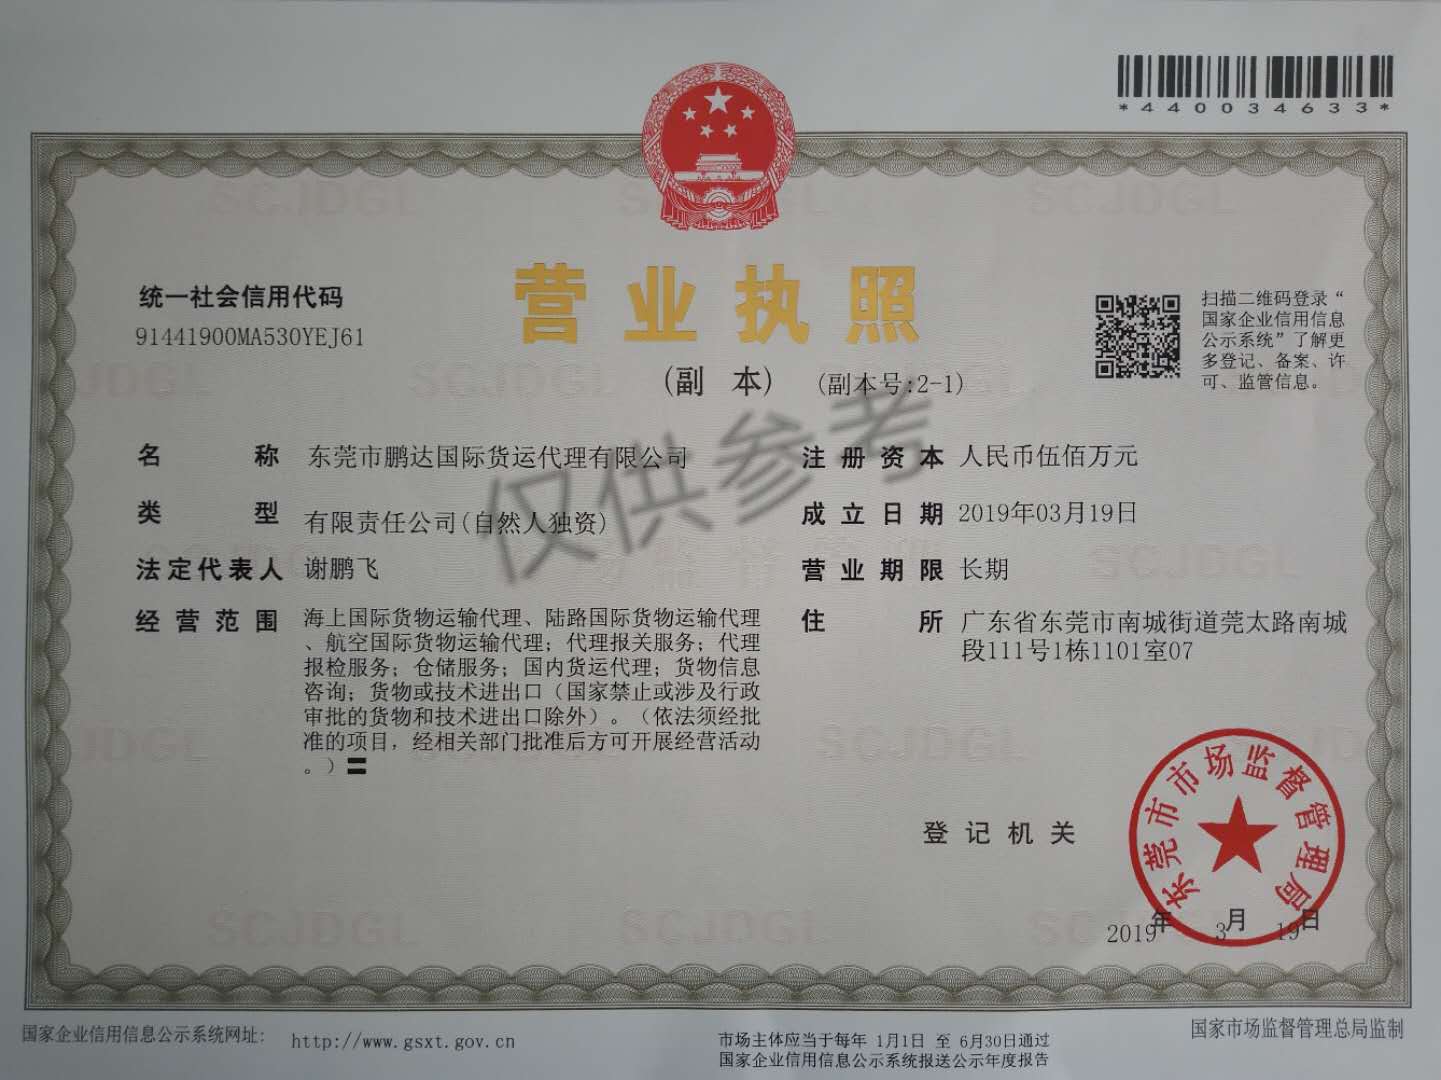 *440034633*
营业执照
(副 本) (副本号:2-1)
统一社会信用代码
91441900MA530YEJ61
扫描二维码登录“
国家企业信用信息
公示系统”了解更
多登记、备案、许
可、监管信息。
名 称 东莞市鹏达国际货运代理有限公司
类 型 有限责任公司(自然人独资)
法定代表人 谢鹏飞
经营范围 海上国际货物运输代理、陆路国际货物运输代理
、航空国际货物运输代理；代理报关服务；代理
报检服务；仓储服务；国内货运代理；货物信息
咨询；货物或技术进出口（国家禁止或涉及行政
审批的货物和技术进出口除外）。（依法须经批
准的项目，经相关部门批准后方可开展经营活动
。）〓
注册资本 人民币伍佰万元
成立日期 2019年03月19日
营业期限 长期
住 所 广东省东莞市南城街道莞太路南城
段111号1栋1101室07
仅供参考
登记机关
东莞市市场监督管理局
2019年 3月 19日
国家企业信用信息公示系统网址: http://www.gsxt.gov.cn
市场主体应当于每年 1月1日 至 6月30日通过
国家企业信用信息公示系统报送公示年度报告
国家市场监督管理总局监制
SCJDGL